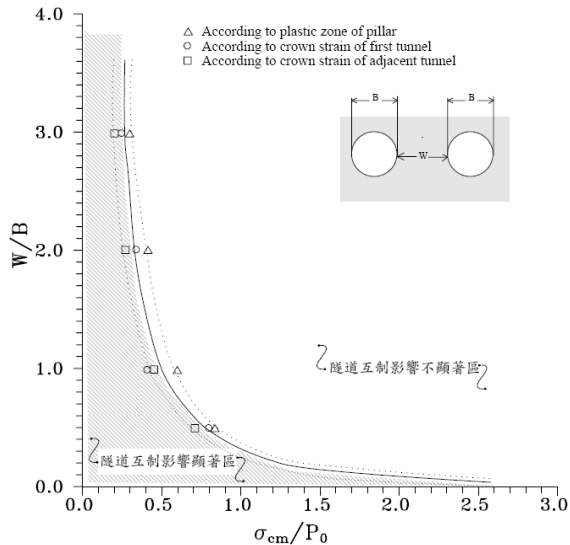 △ According to plastic zone of pillar
○ According to crown strain of first tunnel
□ According to crown strain of adjacent tunnel
B
B
W
4.0
3.0
2.0
1.0
0.0
W/B
隧道互制影響不顯著區
隧道互制影響顯著區
0.0
0.5
1.0
1.5
2.0
2.5
3.0
σcm/P0